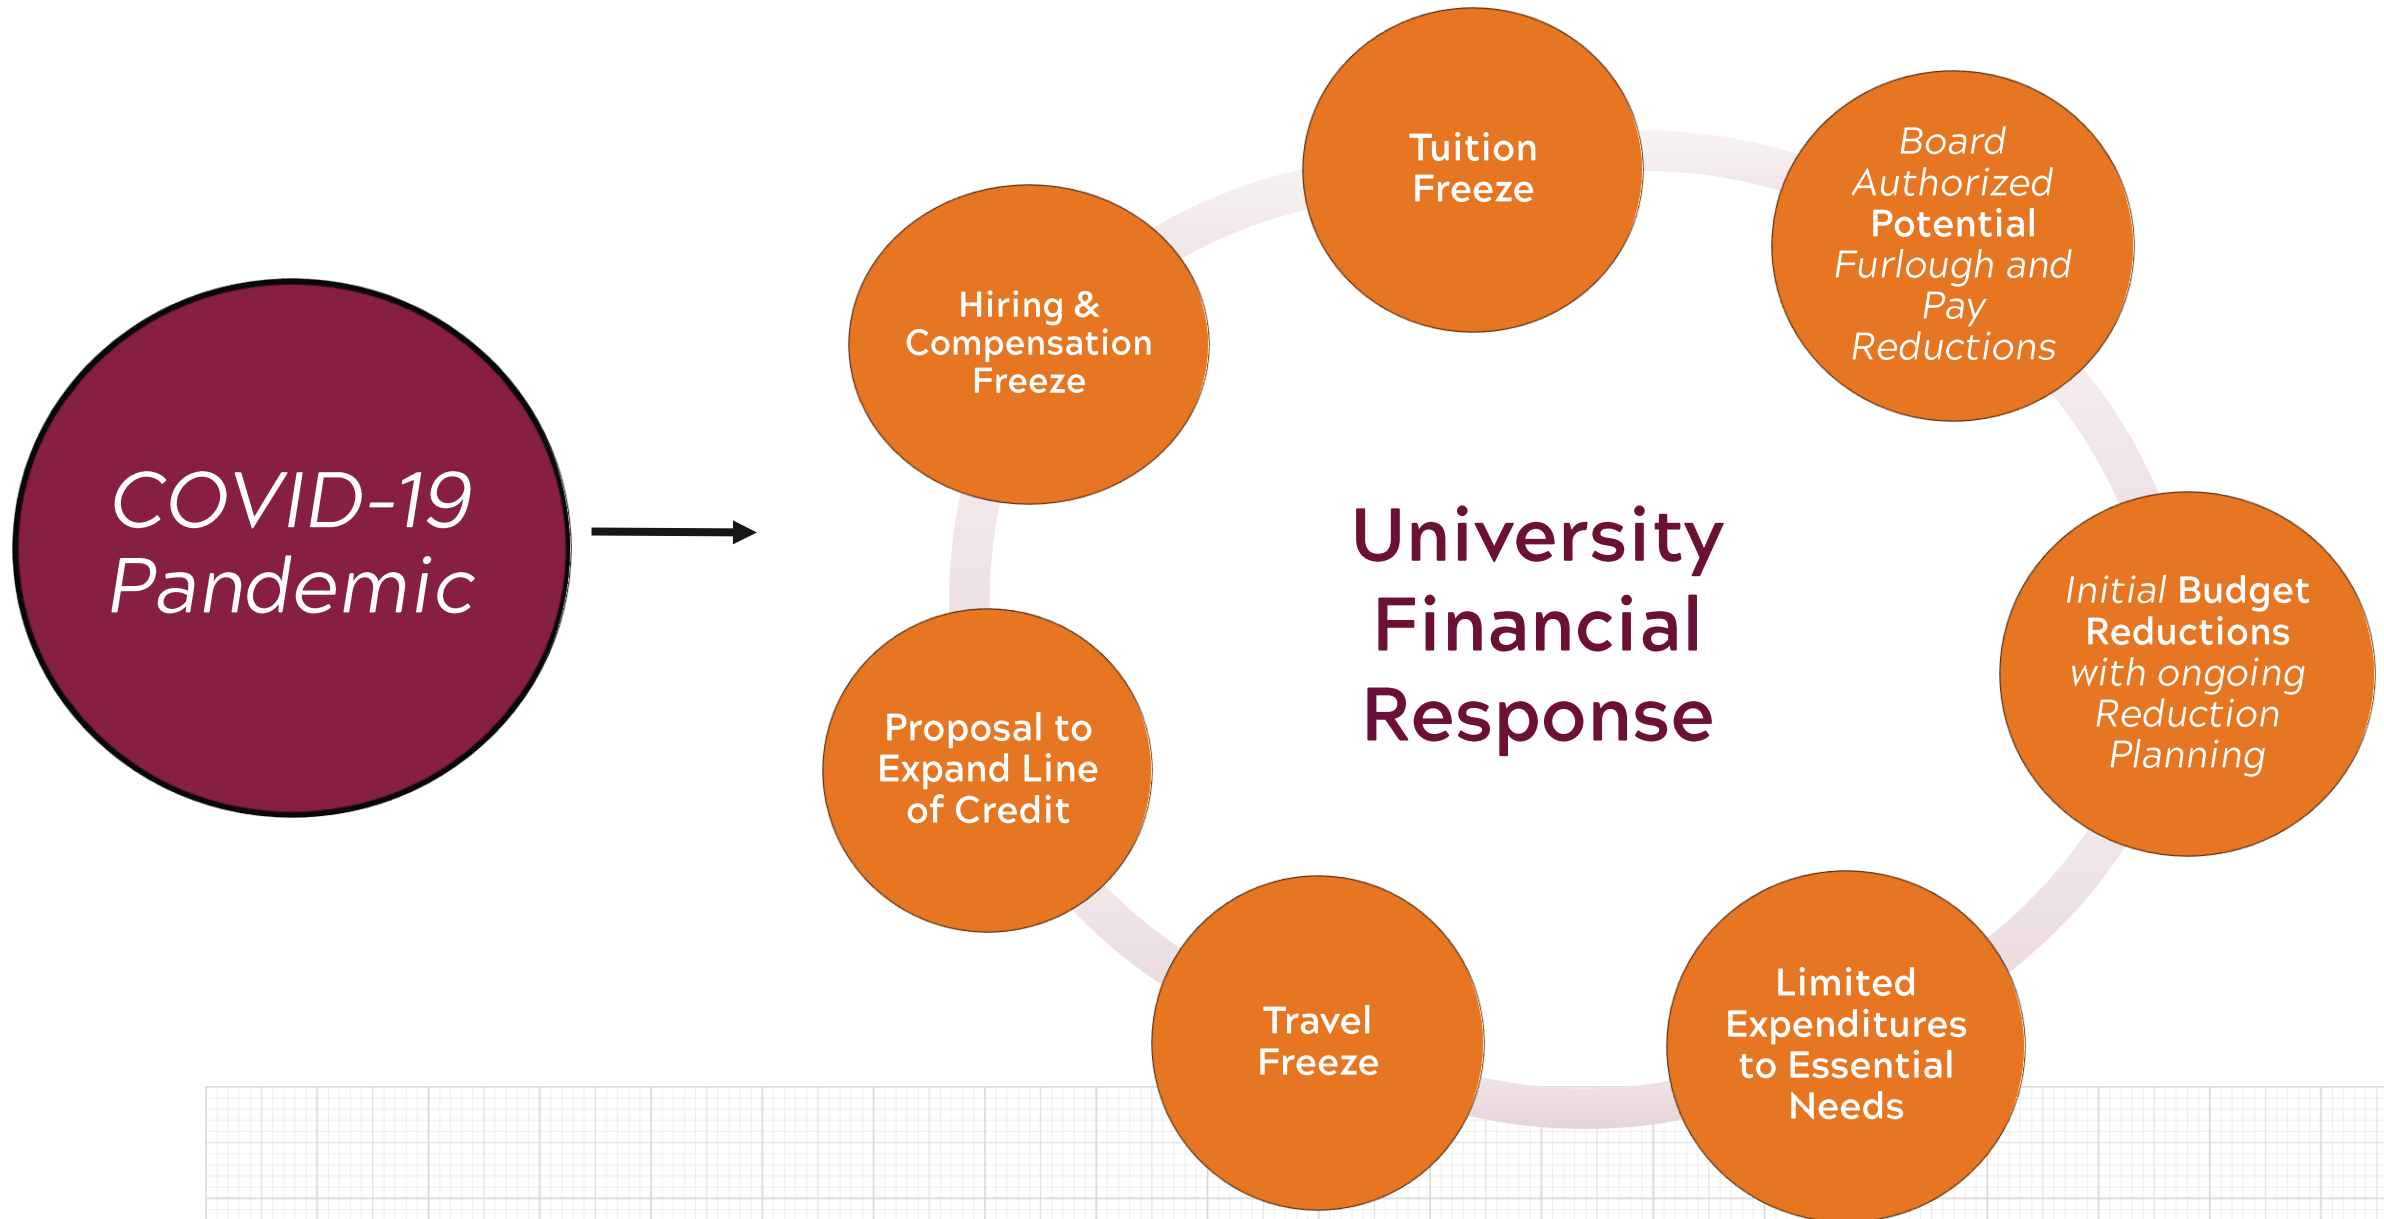 COVID-19
Pandemic
Tuition
Freeze
Board
Authorized
Potential
Furlough and
Pay
Reductions
Initial Budget
Reductions
with ongoing
Reduction
Planning
Limited
Expenditures
to Essential
Needs
Travel
Freeze
Proposal to
Expand Line
of Credit
Hiring &
Compensation
Freeze
University
Financial
Response